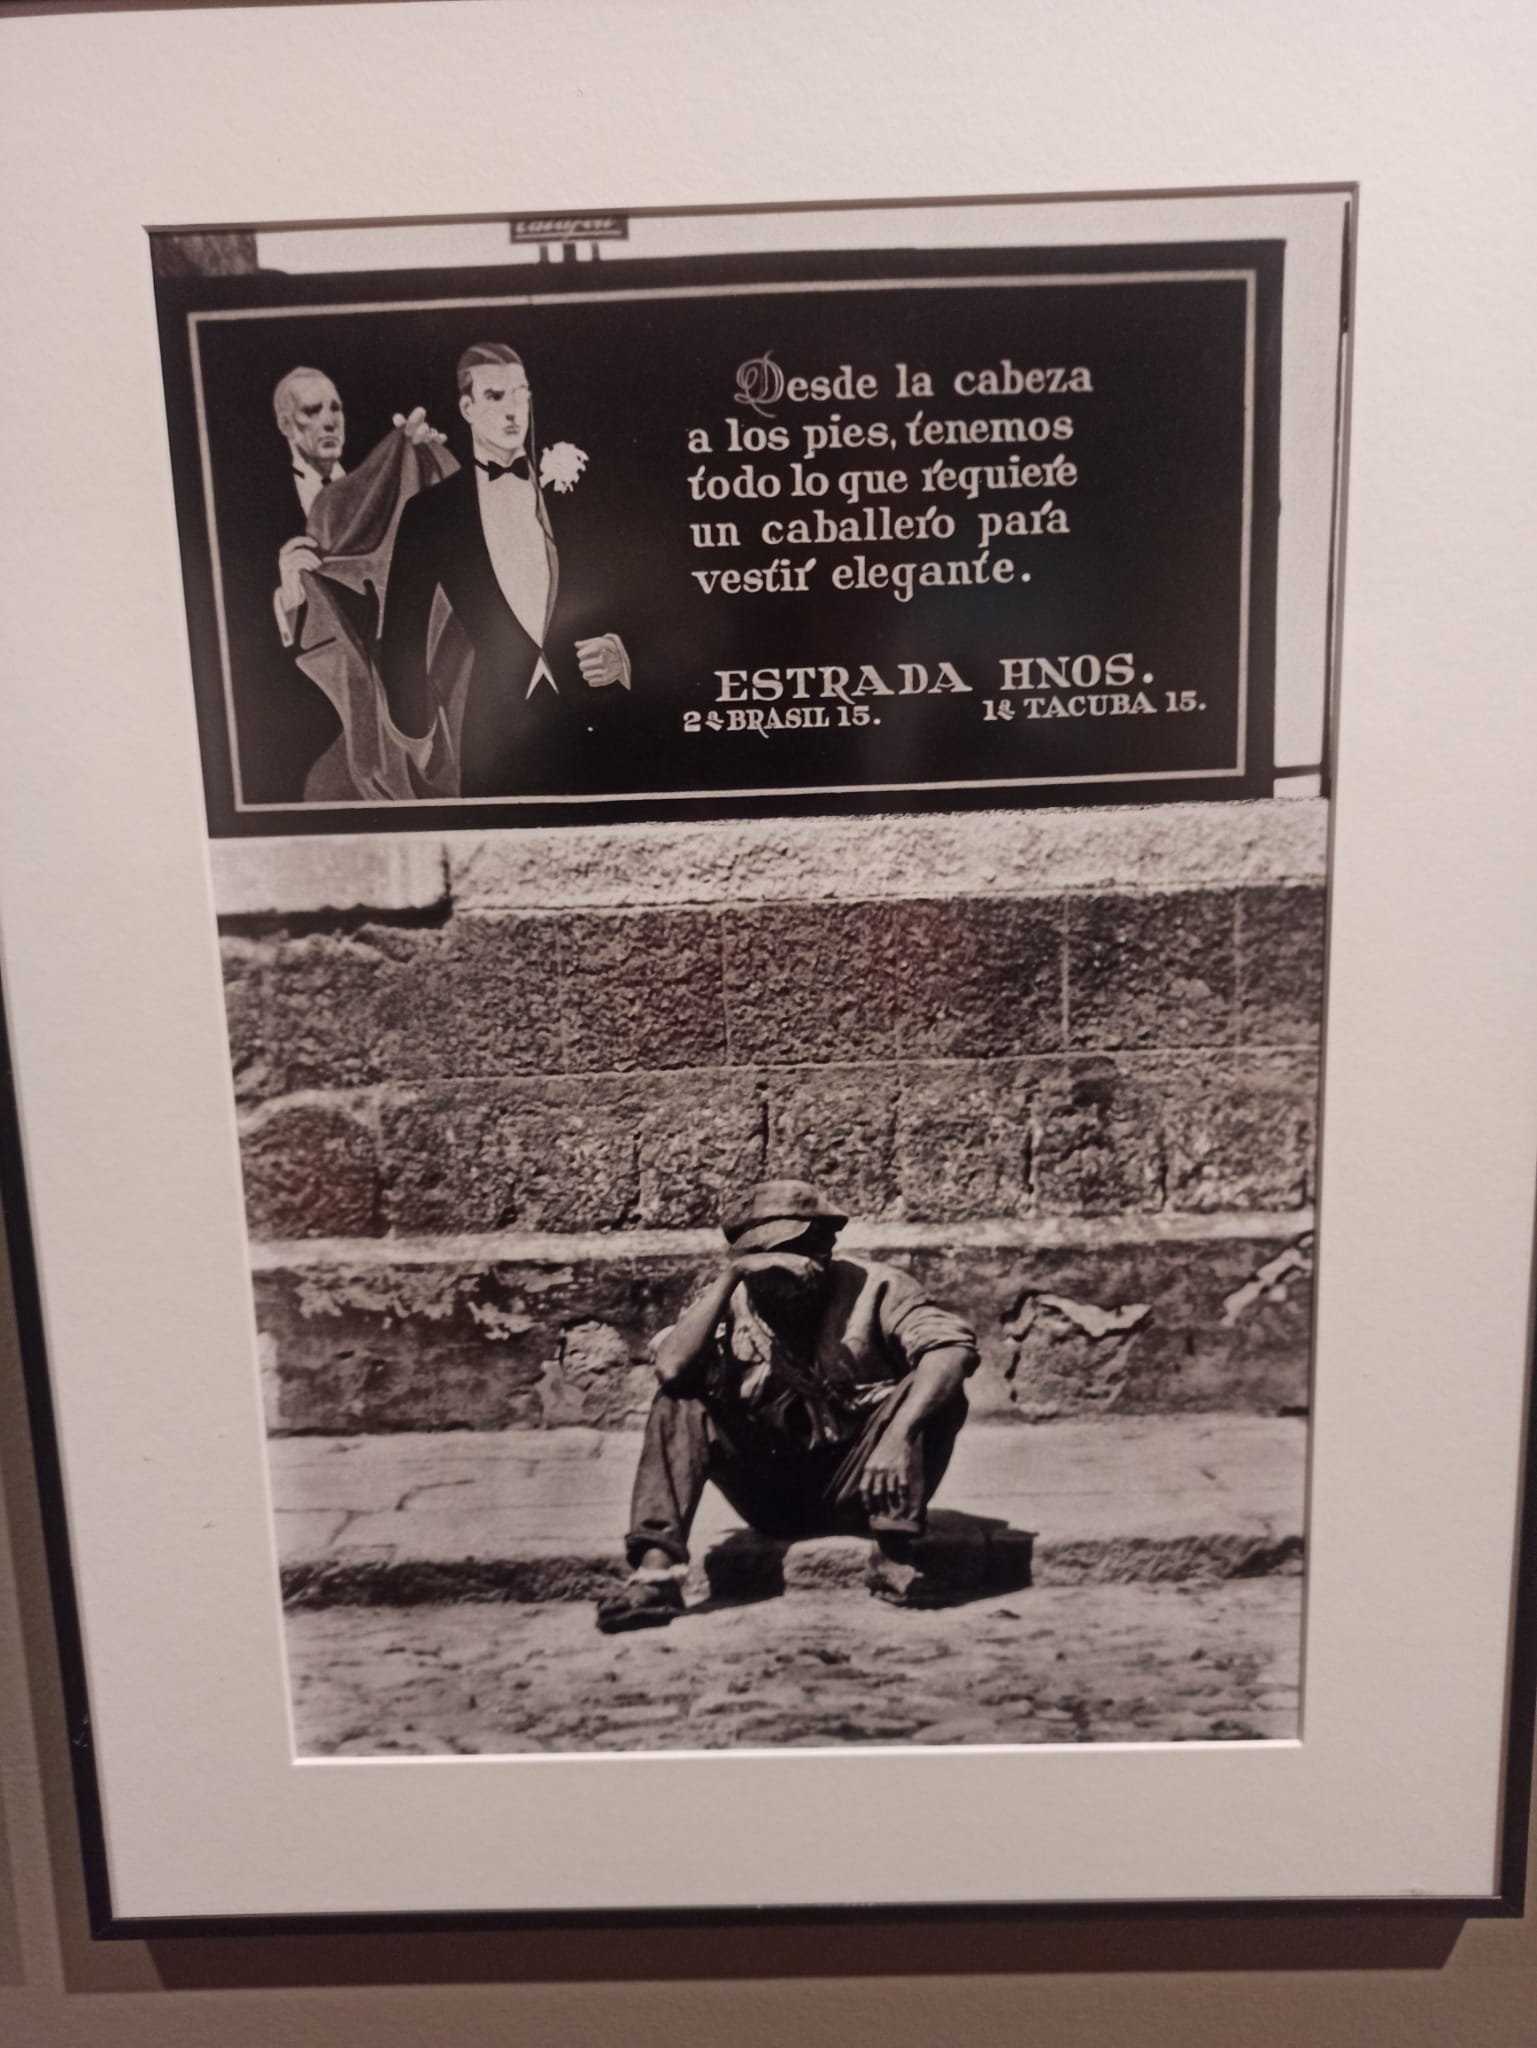 Desde la cabeza
a los pies, tenemos
todo lo que requiere
un caballero para
vestir elegante.
ESTRADA HNOS.
2ª BRASIL 15. 1ª TACUBA 15.